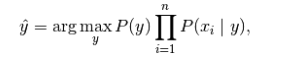 ŷ = arg max_y P(y) ∏_{i=1}^{n} P(x_i | y),